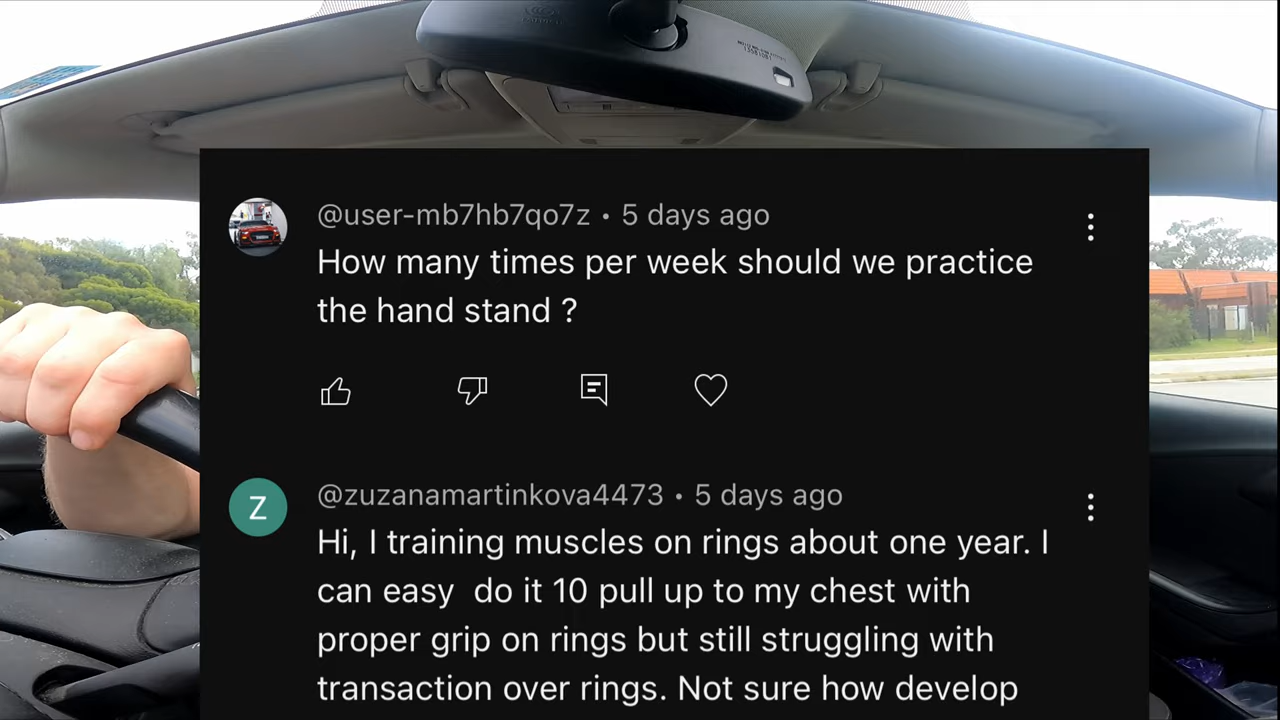 @user-mb7hb7qo7z • 5 days ago
How many times per week should we practice
the hand stand ?
Z
@zuzanamartinkova4473 • 5 days ago
Hi, I training muscles on rings about one year. I
can easy  do it 10 pull up to my chest with
proper grip on rings but still struggling with
transaction over rings. Not sure how develop